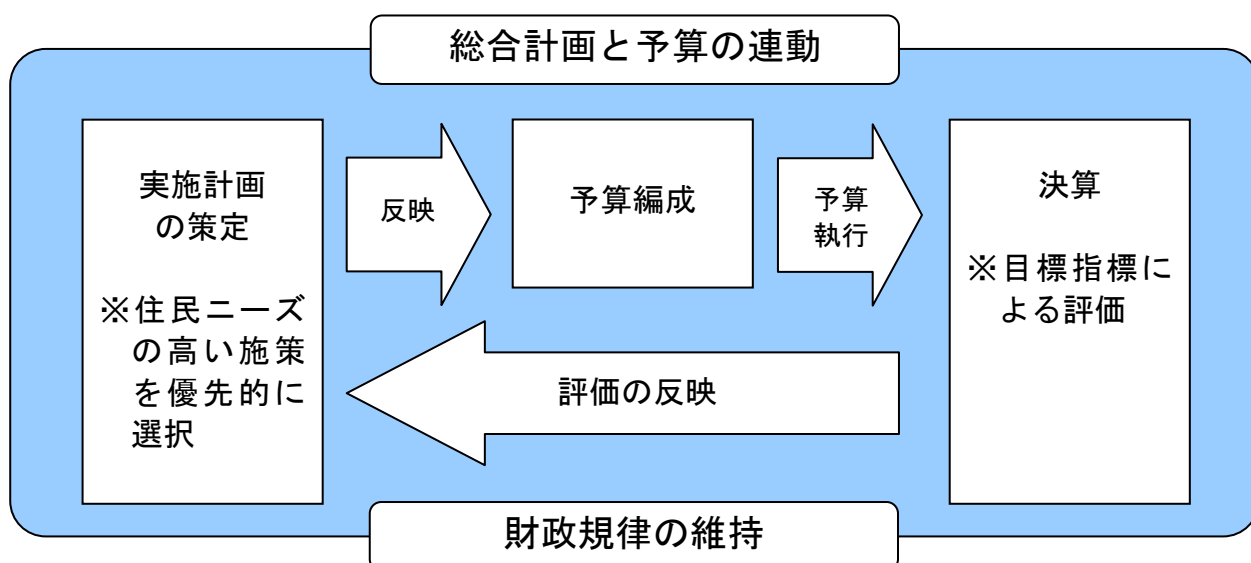 総合計画と予算の連動
実施計画
の策定
※住民ニーズ
の高い施策
を優先的に
選択
反映
予算編成
予算
執行
決算
※目標指標に
よる評価
評価の反映
財政規律の維持